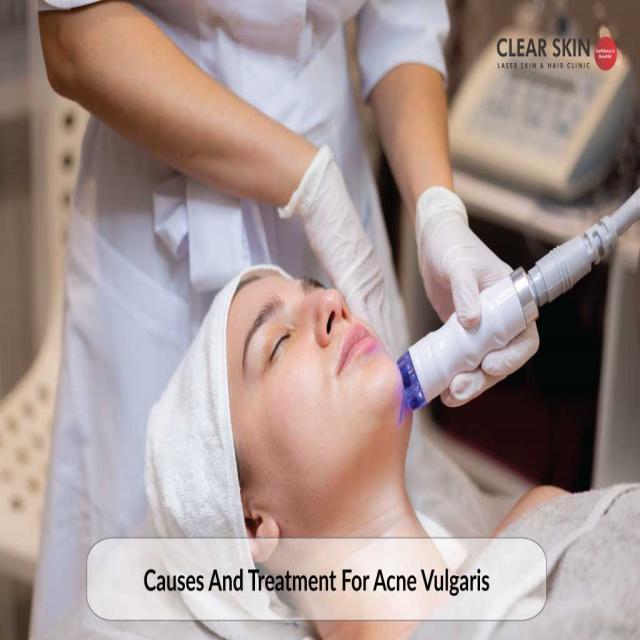 CLEAR SKIN
LASER SKIN & HAIR CLINIC
Confidence is
Beautiful
Causes And Treatment For Acne Vulgaris